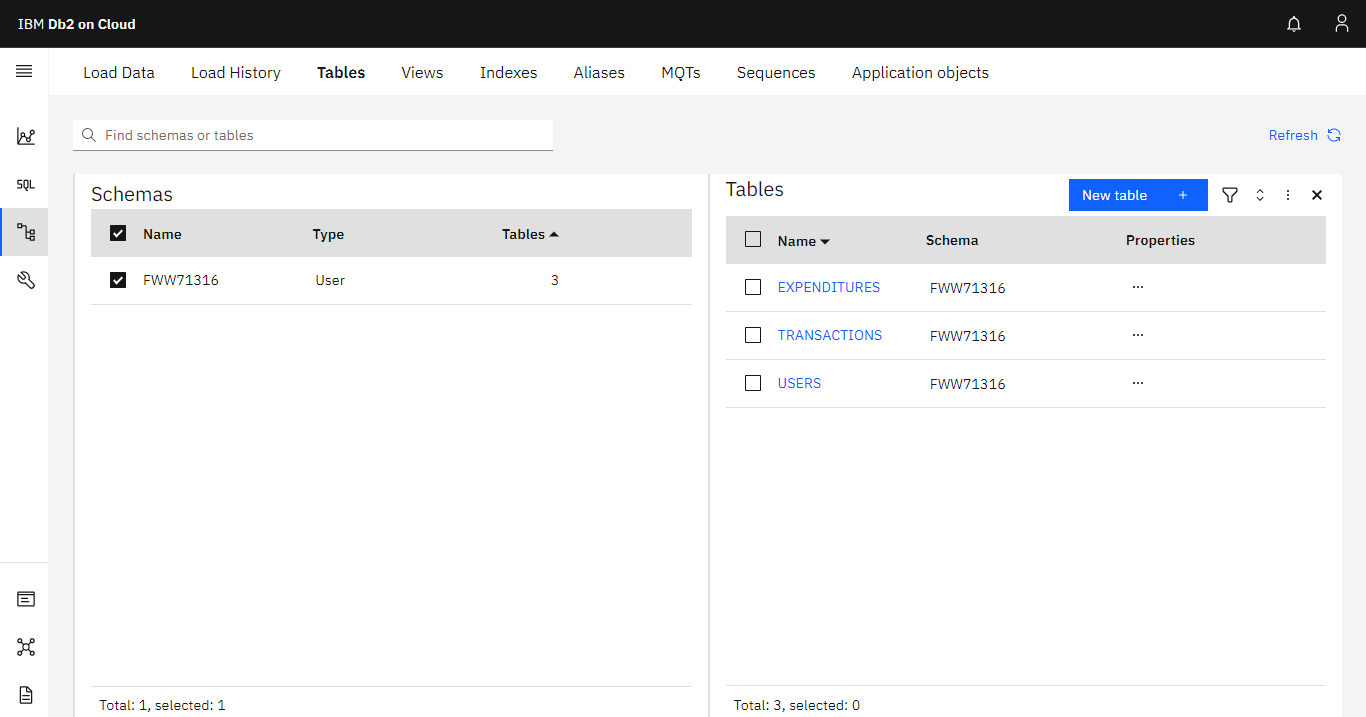 IBM Db2 on Cloud
Load Data Load History Tables Views Indexes Aliases MQTs Sequences Application objects
Find schemas or tables
Refresh
SQL
Schemas
Name Type Tables
FWW71316 User 3
Total: 1, selected: 1
Tables
New table +
Name Schema Properties
EXPENDITURES FWW71316 ...
TRANSACTIONS FWW71316 ...
USERS FWW71316 ...
Total: 3, selected: 0